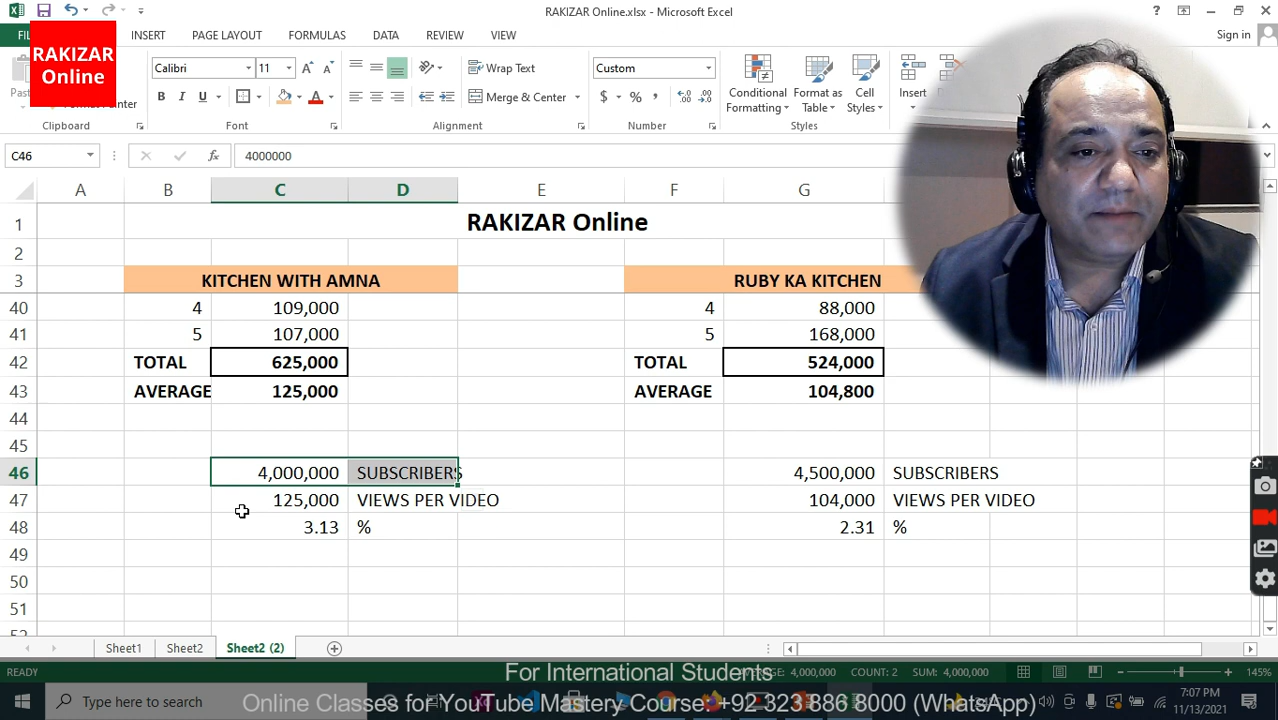 RAKIZAR Online.xlsx - Microsoft Excel
Sign in
RAKIZAR
Online
INSERT
PAGE LAYOUT
FORMULAS
DATA
REVIEW
VIEW
Calibri
11
Wrap Text
Custom
Conditional
Formatting
Format as
Table
Cell
Styles
Insert
B I U
Merge & Center
$ %
Clipboard
Font
Alignment
Number
Styles
C46
fx
4000000
A B C D E F G
1 RAKIZAR Online
2
3 KITCHEN WITH AMNA RUBY KA KITCHEN
40 4 109,000 4 88,000
41 5 107,000 5 168,000
42 TOTAL 625,000 TOTAL 524,000
43 AVERAGE 125,000 AVERAGE 104,800
44
45
46 4,000,000 SUBSCRIBERS 4,500,000 SUBSCRIBERS
47 125,000 VIEWS PER VIDEO 104,000 VIEWS PER VIDEO
48 3.13 % 2.31 %
49
50
51
Sheet1 Sheet2 Sheet2 (2)
READY
For International Students
AVERAGE: 4,000,000 COUNT: 2 SUM: 4,000,000
145%
Type here to search
Online Classes for YouTube Mastery Course: +92 323 886 8000 (WhatsApp)
7:07 PM
11/13/2021